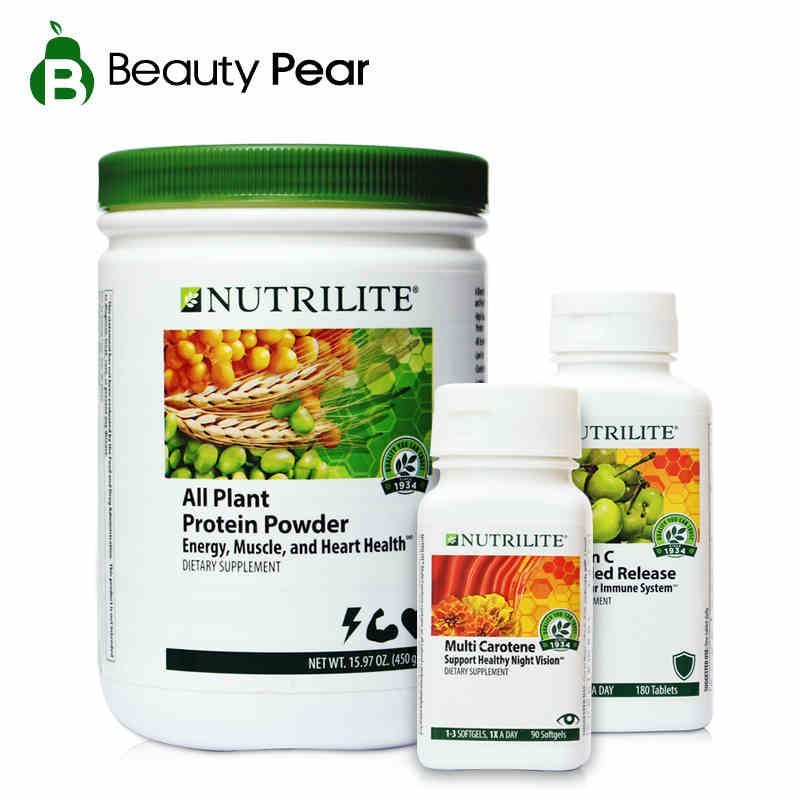 B Beauty Pear
NUTRILITE®
All Plant
Protein Powder
Energy, Muscle, and Heart Health
DIETARY SUPPLEMENT
NET WT. 15.97 OZ. (450 g
1934
NUTRILITE®
Multi Carotene
Support Healthy Night Vision
DIETARY SUPPLEMENT
1-3 SOFTGELS, 1X A DAY 90 Softgels
1934
UTRILITE®
n C
ed Release
r Immune System
MENT
A DAY 180 Tablets
1934